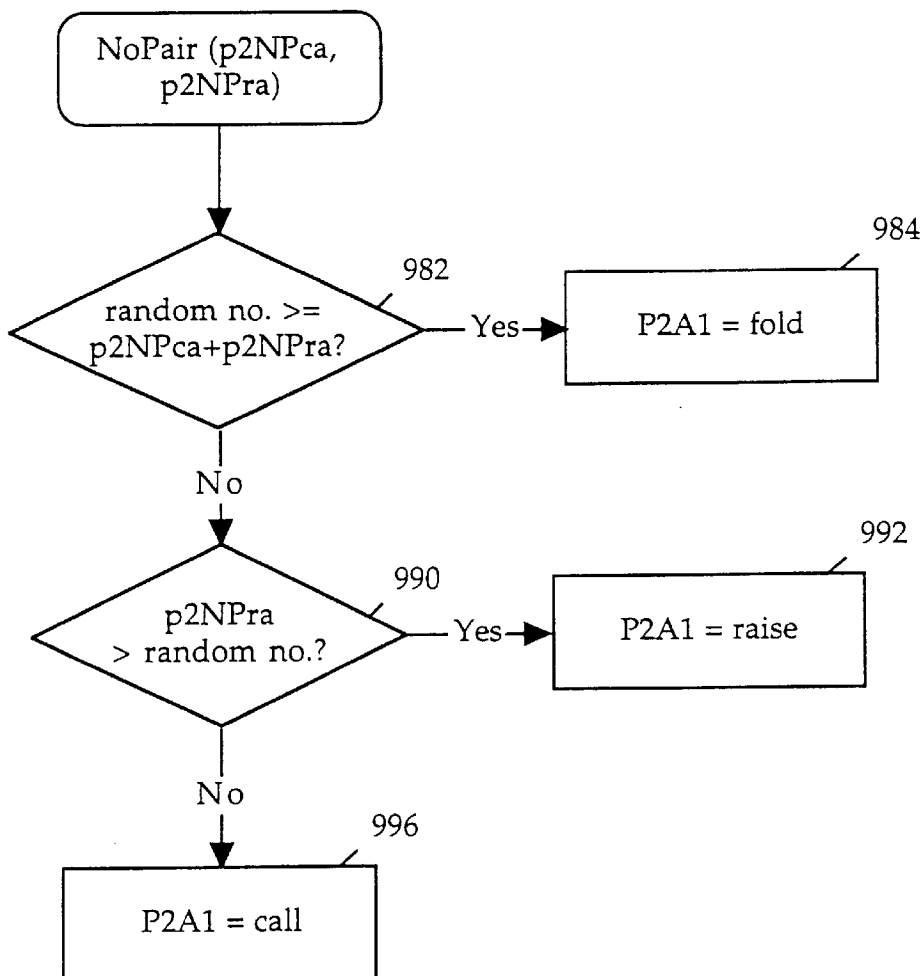 NoPair (p2NPca,
p2NPra)
982
984
random no. >=
p2NPca+p2NPra?
Yes
P2A1 = fold
No
990
992
p2NPra
> random no.?
Yes
P2A1 = raise
No
996
P2A1 = call